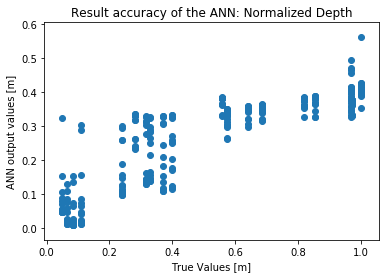 Result accuracy of the ANN: Normalized Depth
ANN output values [m]
0.6
0.5
0.4
0.3
0.2
0.1
0.0
0.0 0.2 0.4 0.6 0.8 1.0
True Values [m]